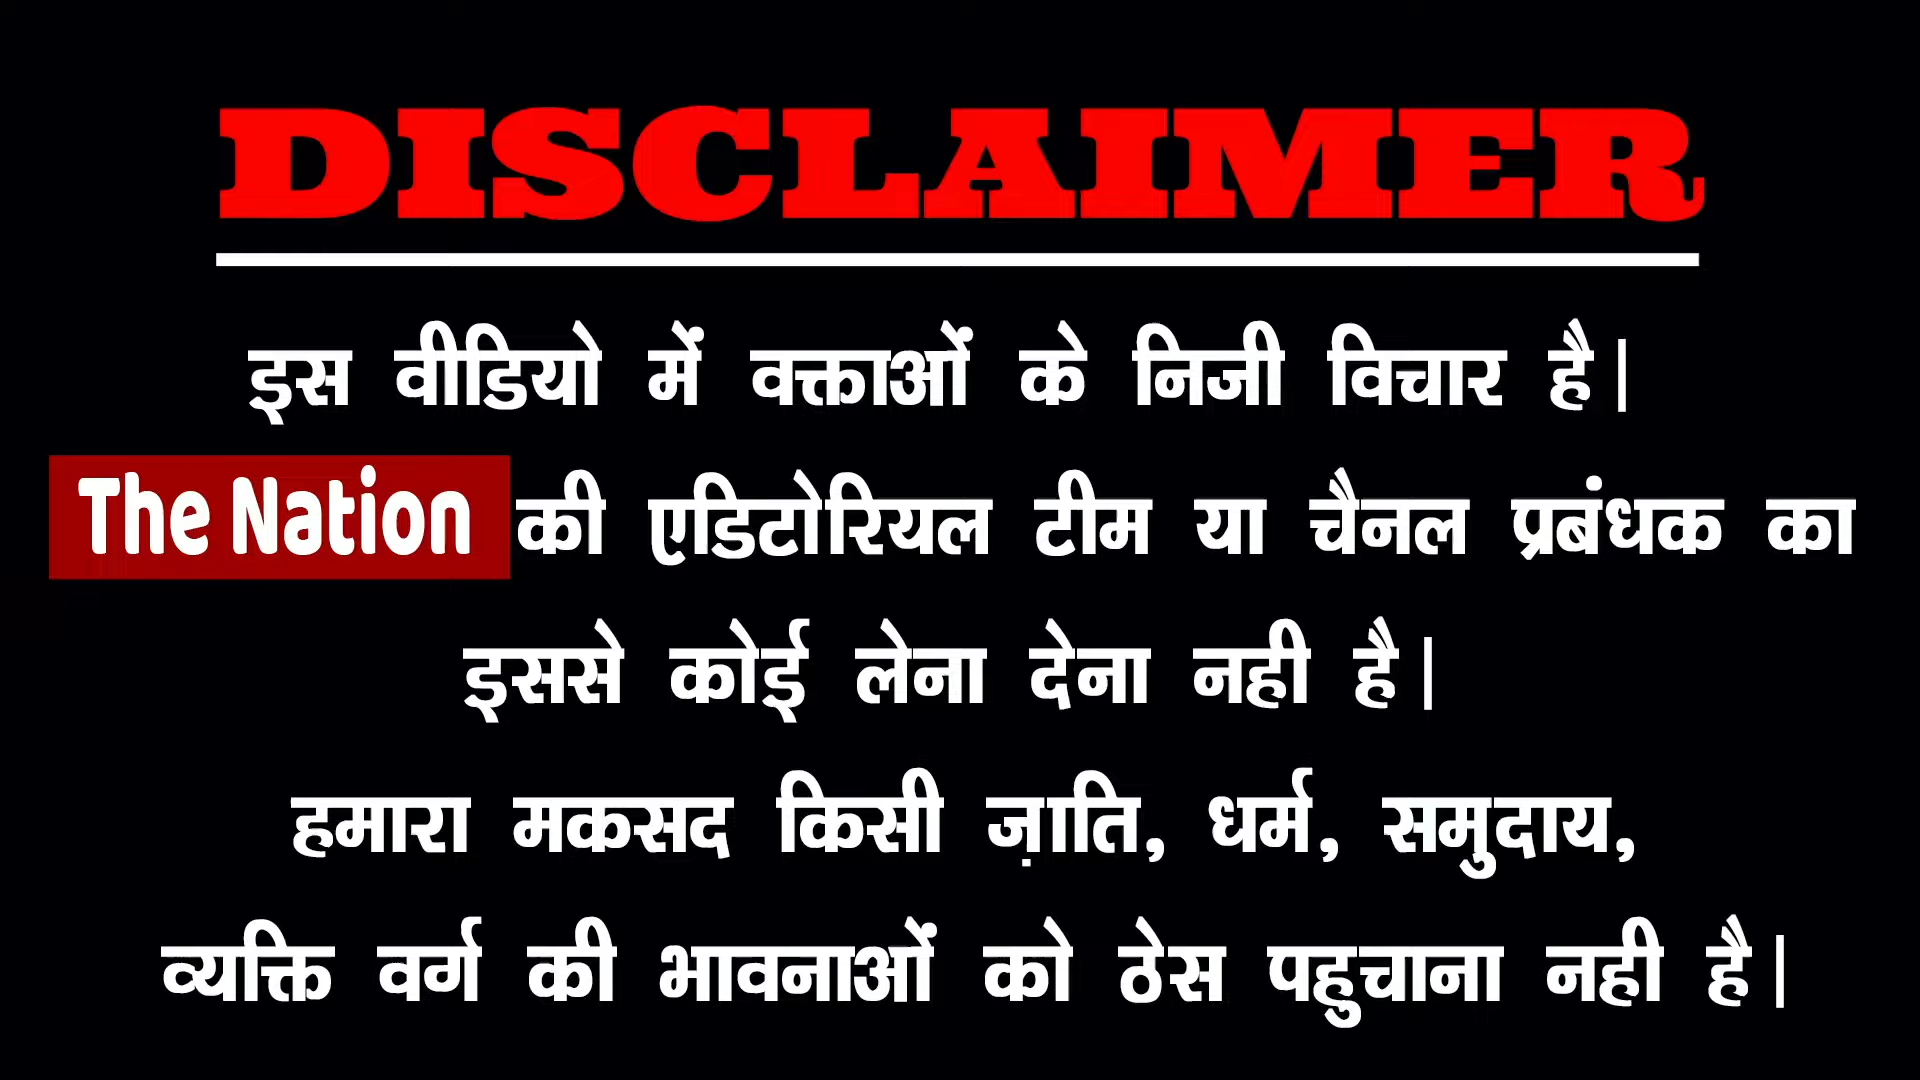 DISCLAIMER
इस वीडियो में वक्ताओं के निजी विचार है|
The Nation की एडिटोरियल टीम या चैनल प्रबंधक का
इससे कोई लेना देना नही है|
हमारा मकसद किसी ज़ाति, धर्म, समुदाय,
व्यक्ति वर्ग की भावनाओं को ठेस पहुचाना नही है|